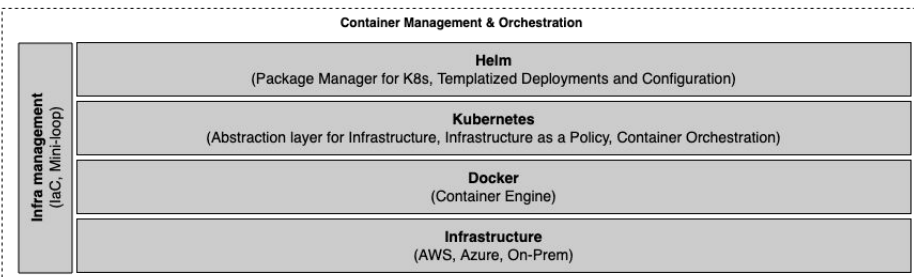 Container Management & Orchestration
Infra management
(IaC, Mini-loop)
Helm
(Package Manager for K8s, Templatized Deployments and Configuration)
Kubernetes
(Abstraction layer for Infrastructure, Infrastructure as a Policy, Container Orchestration)
Docker
(Container Engine)
Infrastructure
(AWS, Azure, On-Prem)